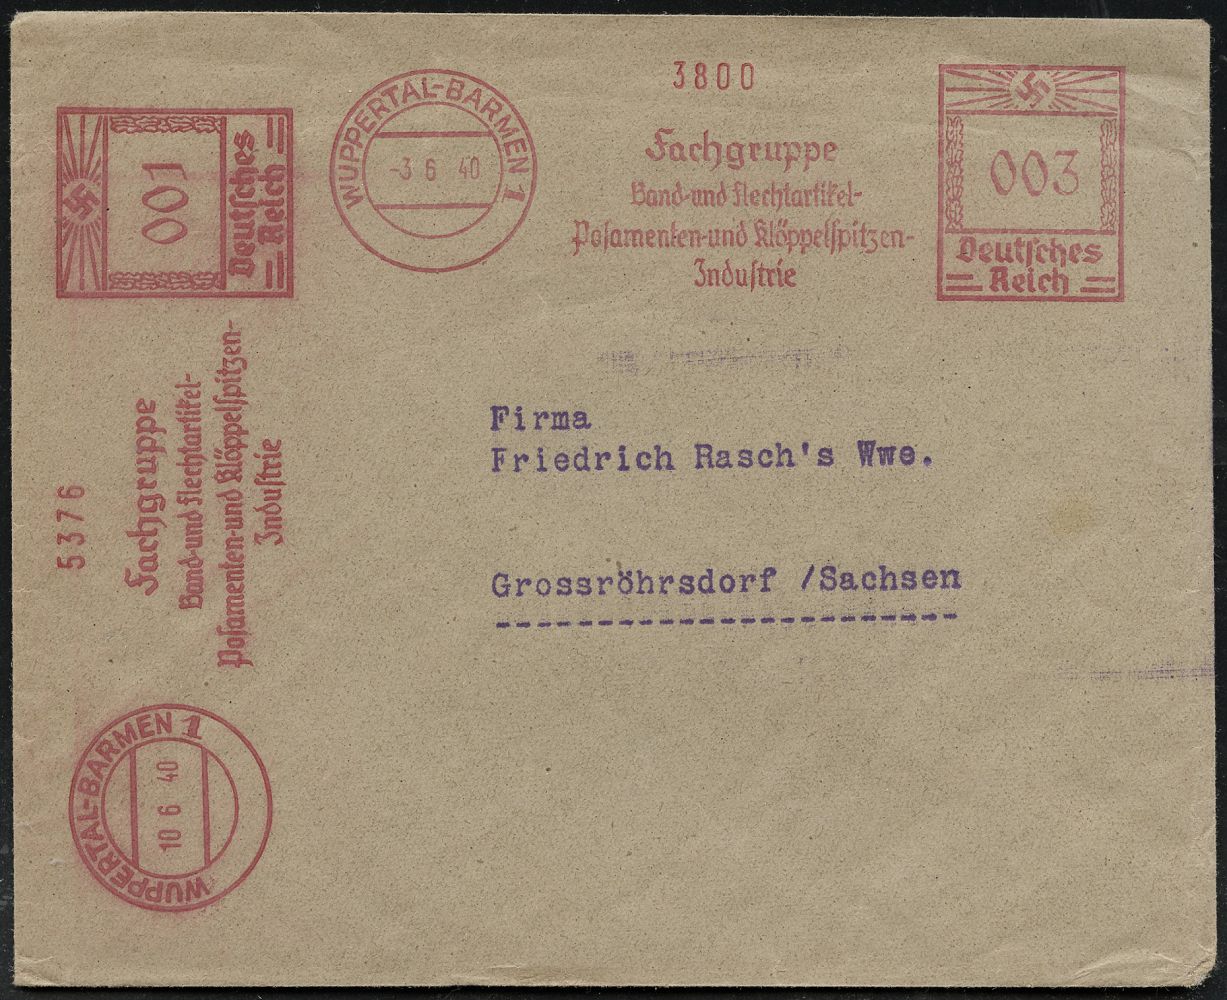 WUPPERTAL-BARMEN 1
-3 6 40
3800
Fachgruppe
Band-und Flechtartikel-
Posamenten-und Klöppelspitzen-
Industrie
003
Deutsches
Reich
001
Deutsches
Reich
5376
Fachgruppe
Band-und Flechtartikel-
Posamenten-und Klöppelspitzen-
Industrie
WUPPERTAL-BARMEN 1
10 6 40
Firma
Friedrich Rasch's Wwe.
Grossröhrsdorf /Sachsen